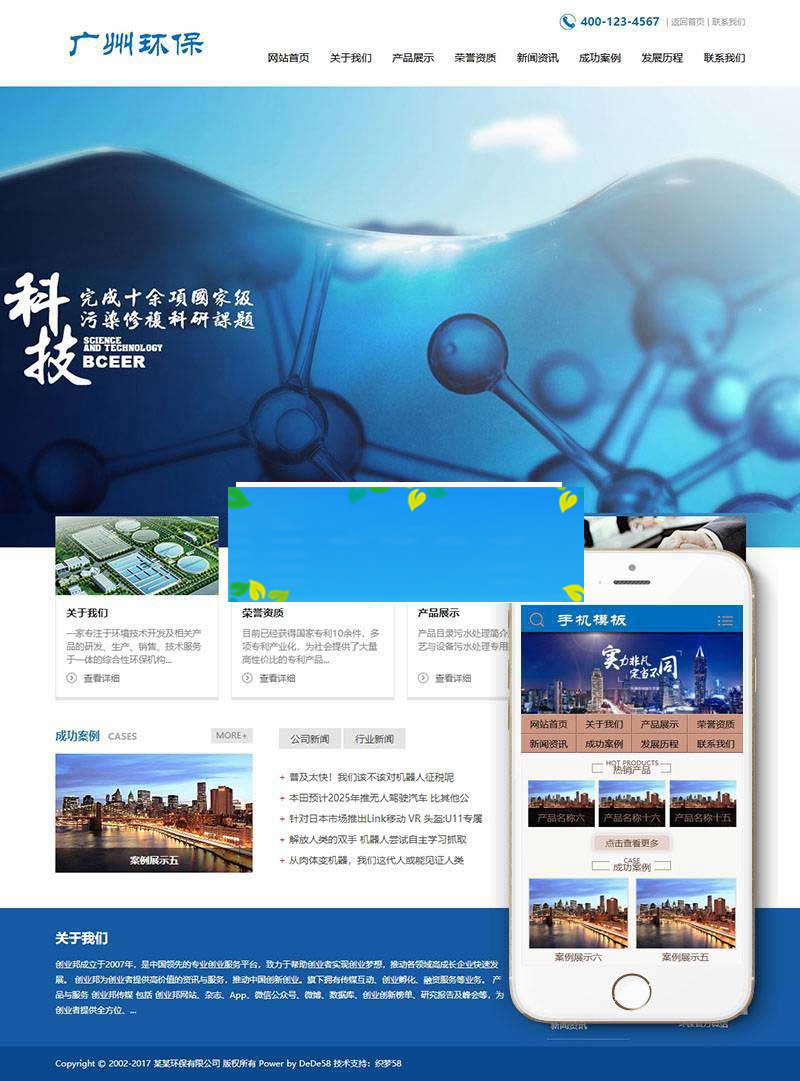 400-123-4567 | 返回首页 | 联系我们
广州环保
网站首页 关于我们 产品展示 荣誉资质 新闻资讯 成功案例 发展历程 联系我们
科技
完成十余項國家級
污染修複科研課題
SCIENCE
AND TECHNOLOGY
BCEER
关于我们
一家专注于环境技术开发及相关产
品的研发、生产、销售、技术服务
于一体的综合性环保机构...
查看详细
荣誉资质
目前已经获得国家专利10余件，多
项专利产业化，为社会提供了大量
高性价比的专利产品...
查看详细
产品展示
产品目录污水处理简介
艺与设备污水处理专用
查看详细
成功案例 CASES MORE+
案例展示五
公司新闻 行业新闻
+ 普及太快！我们该不该对机器人征税呢
+ 本田预计2025年推无人驾驶汽车 比其他公
+ 针对日本市场推出Link移动 VR 头盔:U11专属
+ 解放人类的双手 机器人尝试自主学习抓取
+ 从肉体变机器，我们这代人或能见证人类
手机模板
实力非凡
定当不同
网站首页 关于我们 产品展示 荣誉资质
新闻资讯 成功案例 发展历程 联系我们
HOT PRODUCTS
热销产品
产品名称六 产品名称十六 产品名称十五
点击查看更多
CASE
成功案例
案例展示六 案例展示五
关于我们
创业邦成立于2007年，是中国领先的专业创业服务平台，致力于帮助创业者实现创业梦想，推动各领域高成长企业快速发
展。 创业邦为创业者提供高价值的资讯与服务，推动中国创新创业。旗下拥有传媒互动、创业孵化、融资服务等业务。 产
品与服务 创业邦传媒 包括 创业邦网站、杂志、App、微信公众号、微博、数据库、创业创新榜单、研究报告及峰会等，为
创业者提供全方位、...
新闻资讯
环保官方微信
Copyright © 2002-2017 某某环保有限公司 版权所有 Power by DeDe58 技术支持：织梦58